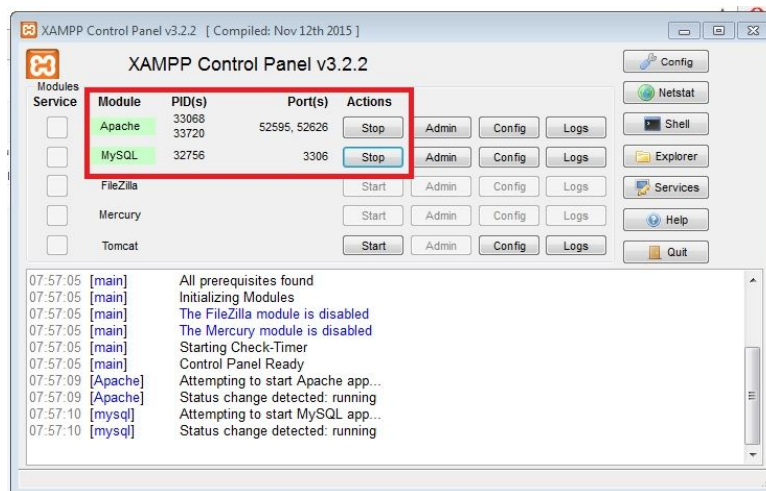 XAMPP Control Panel v3.2.2 [ Compiled: Nov 12th 2015 ]
XAMPP Control Panel v3.2.2
Config
Modules
Service Module PID(s) Port(s) Actions
Netstat
Apache 33068 33720 52595, 52626 Stop Admin Config Logs
Shell
MySQL 32756 3306 Stop Admin Config Logs
Explorer
FileZilla Start Admin Config Logs
Services
Mercury Start Admin Config Logs
Help
Tomcat Start Admin Config Logs
Quit
07:57:05 [main] All prerequisites found
07:57:05 [main] Initializing Modules
07:57:05 [main] The FileZilla module is disabled
07:57:05 [main] The Mercury module is disabled
07:57:05 [main] Starting Check-Timer
07:57:05 [main] Control Panel Ready
07:57:09 [Apache] Attempting to start Apache app...
07:57:09 [Apache] Status change detected: running
07:57:10 [mysql] Attempting to start MySQL app...
07:57:10 [mysql] Status change detected: running